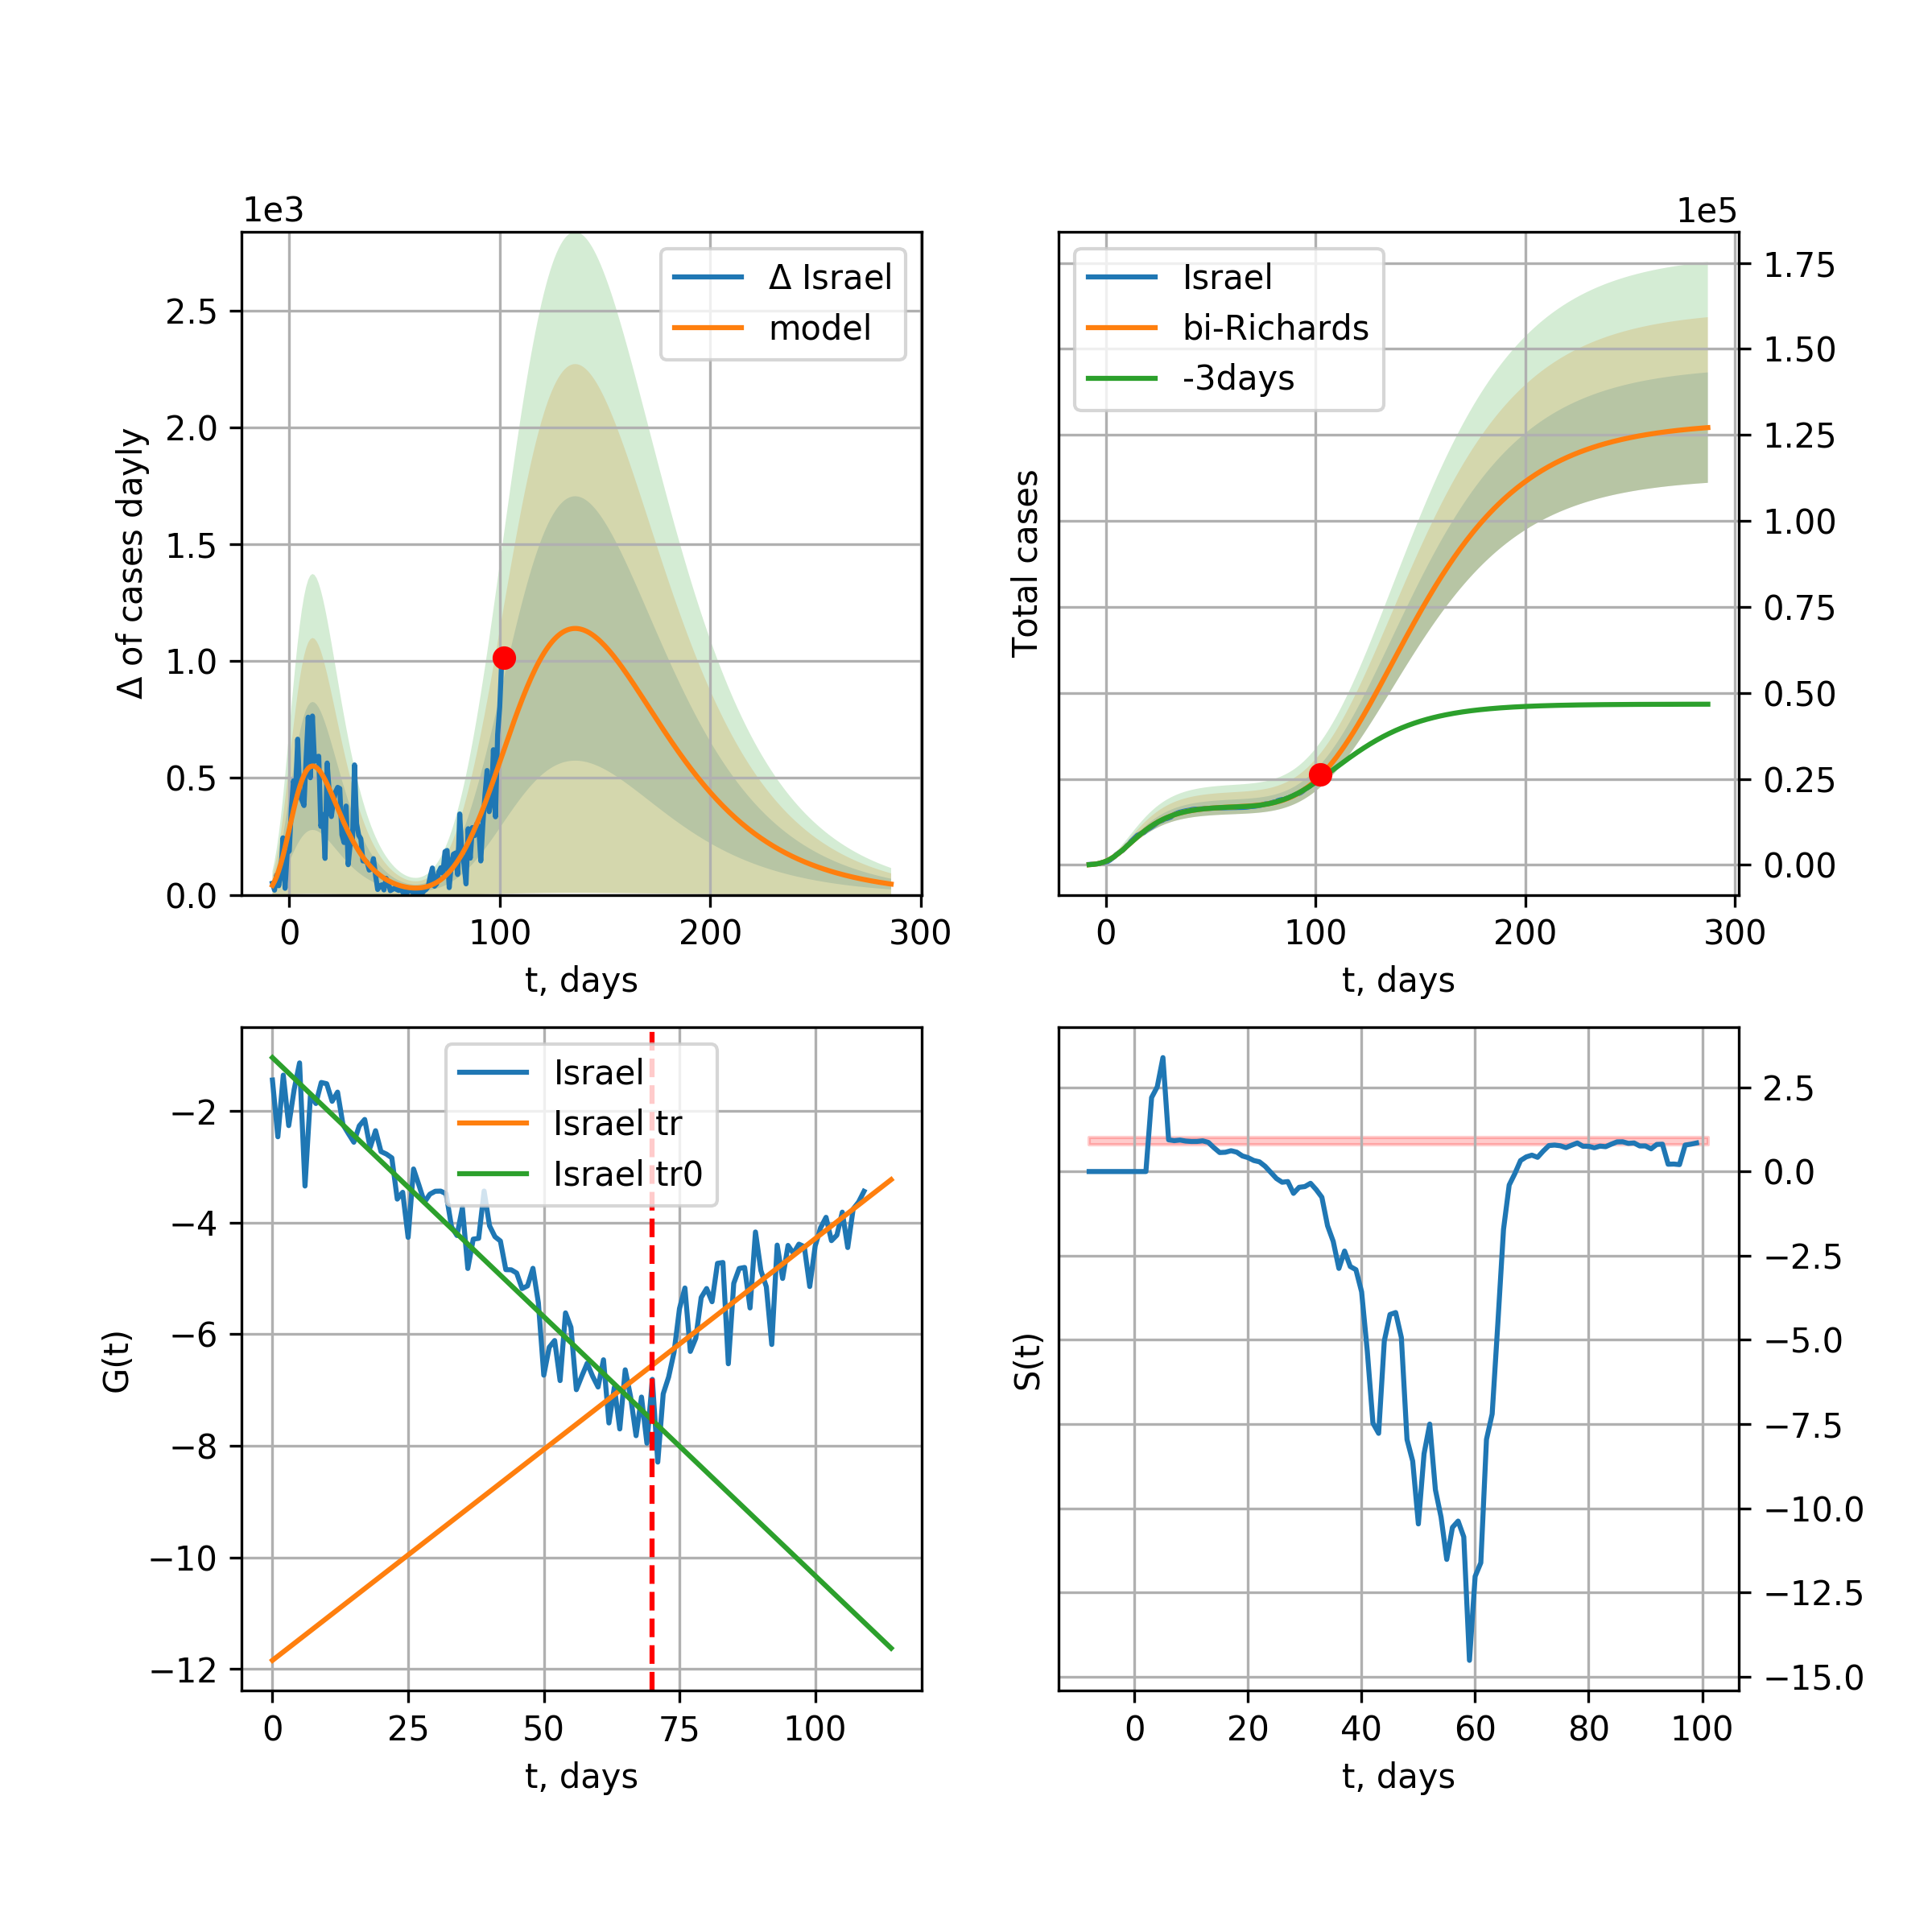 1e3
Δ of cases dayly
2.5
2.0
1.5
1.0
0.5
0.0
Δ Israel
model
0 100 200 300
t, days
1e5
Total cases
Israel
bi-Richards
-3days
1.75
1.50
1.25
1.00
0.75
0.50
0.25
0.00
0 100 200 300
t, days
G(t)
−2
−4
−6
−8
−10
−12
Israel
Israel tr
Israel tr0
0 25 50 75 100
t, days
S(t)
2.5
0.0
−2.5
−5.0
−7.5
−10.0
−12.5
−15.0
0 20 40 60 80 100
t, days